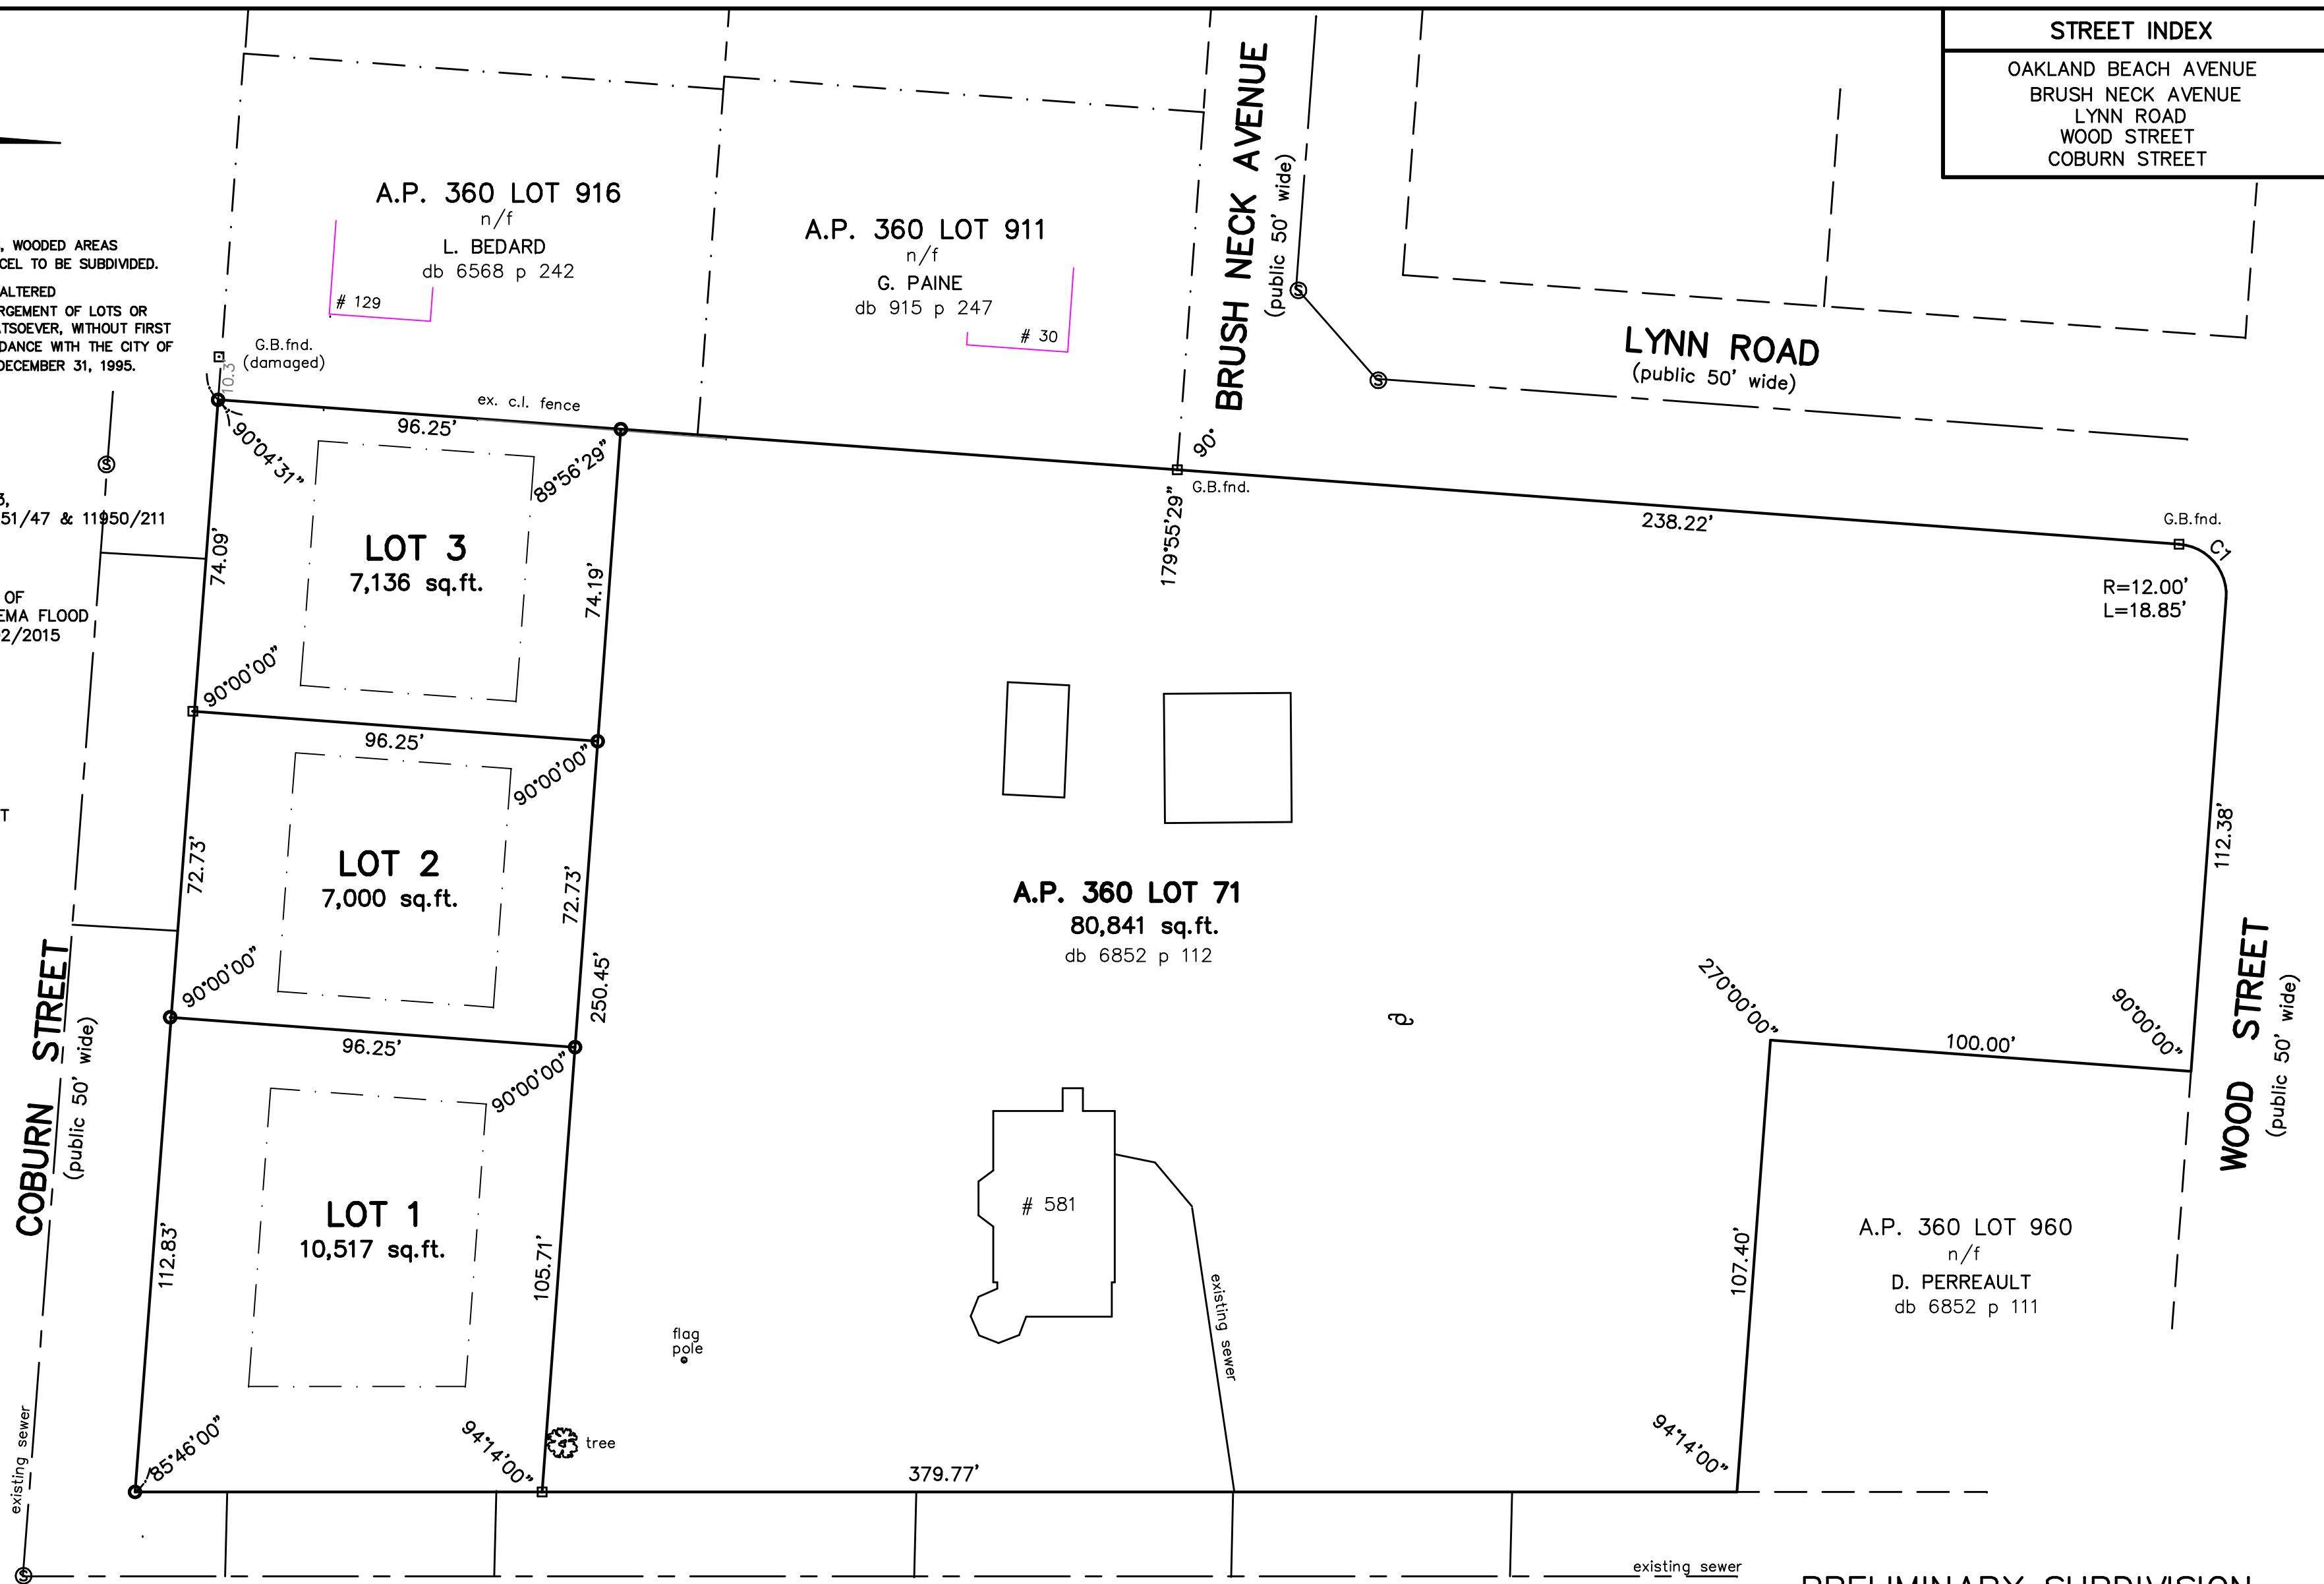 STREET INDEX
OAKLAND BEACH AVENUE
BRUSH NECK AVENUE
LYNN ROAD
WOOD STREET
COBURN STREET
, WOODED AREAS
CEL TO BE SUBDIVIDED.
ALTERED
RGEMENT OF LOTS OR
TSOEVER, WITHOUT FIRST
DANCE WITH THE CITY OF
DECEMBER 31, 1995.
51/47 & 11950/211
OF
EMA FLOOD
2/2015
T
A.P. 360 LOT 916
n/f
L. BEDARD
db 6568 p 242
# 129
A.P. 360 LOT 911
n/f
G. PAINE
db 915 p 247
# 30
BRUSH NECK AVENUE
(public 50' wide)
LYNN ROAD
(public 50' wide)
G.B.fnd.
(damaged)
10.3'
ex. c.l. fence
96.25'
90°04'31"
89°56'29"
90°
G.B.fnd.
179°55'29"
238.22'
G.B.fnd.
C1
R=12.00'
L=18.85'
LOT 3
7,136 sq.ft.
74.09'
74.19'
90°00'00"
96.25'
90°00'00"
LOT 2
7,000 sq.ft.
72.73'
72.73'
250.45'
90°00'00"
96.25'
90°00'00"
LOT 1
10,517 sq.ft.
112.83'
105.71'
85°46'00"
94°14'00"
tree
flag
pole
A.P. 360 LOT 71
80,841 sq.ft.
db 6852 p 112
# 581
existing sewer
379.77'
112.38'
270°00'00"
90°00'00"
100.00'
107.40'
94°14'00"
A.P. 360 LOT 960
n/f
D. PERREAULT
db 6852 p 111
WOOD STREET
(public 50' wide)
COBURN STREET
(public 50' wide)
existing sewer
existing sewer
S
S
S
S
PRELIMINARY SUBDIVISION